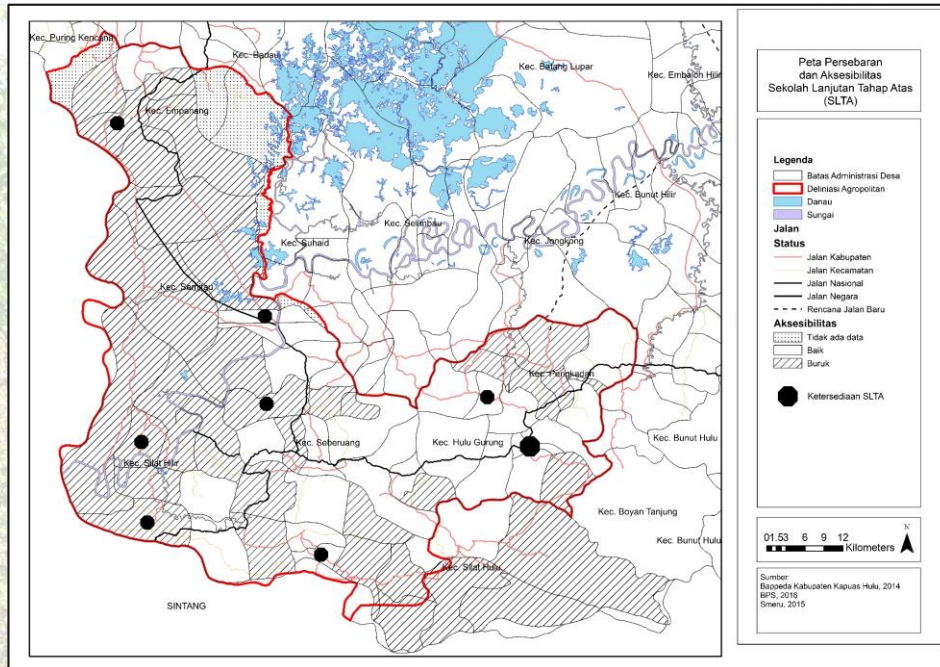 Kec. Puring Kencana
Kec. Badau
Kec. Batang Lupar
Kec. Embaloh Hilir
Kec. Empanang
Kec. Bunut Hilir
Kec. Selimbau
Kec. Jongkong
Kec. Suhaid
Kec. Semitau
Kec. Pengkadan
Kec. Seberuang
Kec. Hulu Gurung
Kec. Bunut Hulu
Kec. Silat Hilir
Kec. Boyan Tanjung
Kec. Bunut Hulu
Kec. Silat Hulu
SINTANG
Peta Persebaran
dan Aksesibilitas
Sekolah Lanjutan Tahap Atas
(SLTA)
Legenda
Batas Administrasi Desa
Deliniasi Agropolitan
Danau
Sungai
Jalan
Status
Jalan Kabupaten
Jalan Kecamatan
Jalan Nasional
Jalan Negara
Rencana Jalan Baru
Aksesibilitas
Tidak ada data
Baik
Buruk
Ketersediaan SLTA
N
01.53 6 9 12
Kilometers
Sumber:
Bappeda Kabupaten Kapuas Hulu, 2014
BPS, 2016
Smeru, 2015